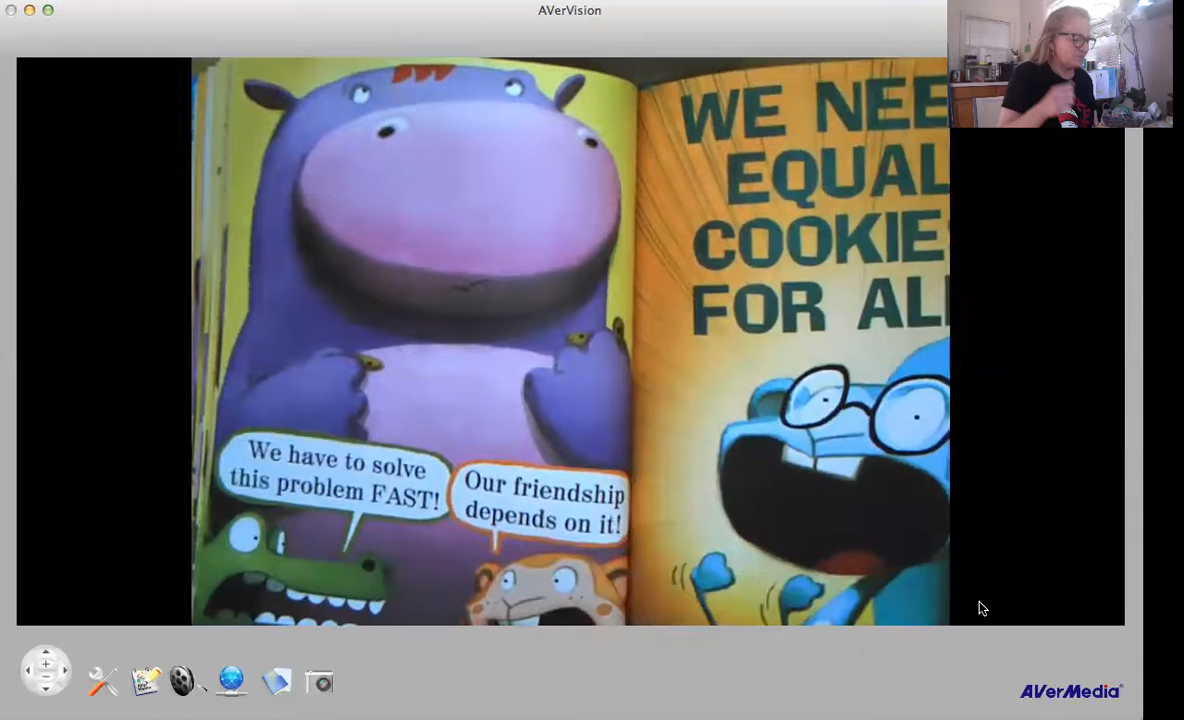 AVerVision
WE NEE
EQUAL
COOKIE
FOR ALL
We have to solve
this problem FAST!
Our friendship
depends on it!
AVerMedia®